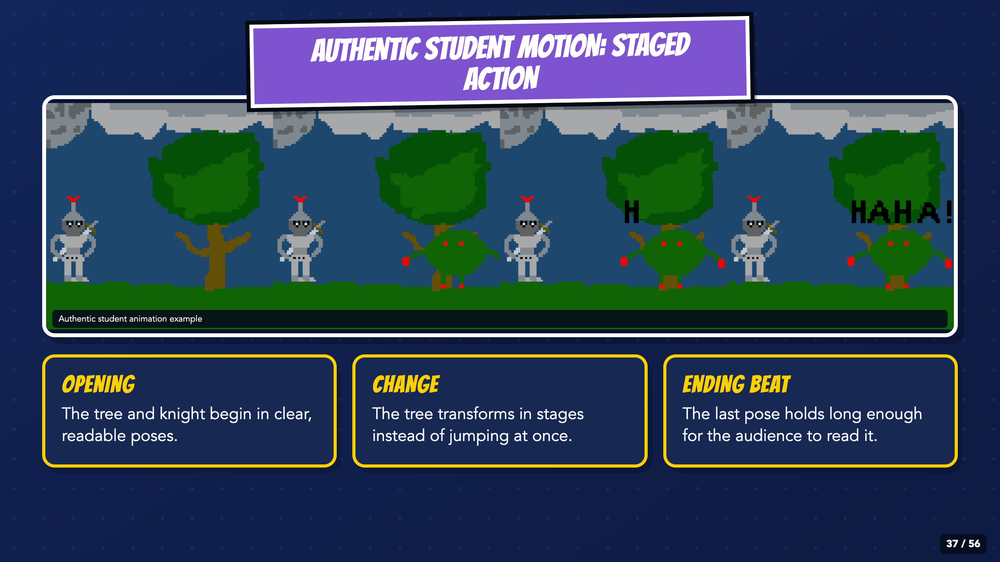 AUTHENTIC STUDENT MOTION: STAGED
ACTION
H
HAHA!
Authentic student animation example
OPENING
The tree and knight begin in clear,
readable poses.
CHANGE
The tree transforms in stages
instead of jumping at once.
ENDING BEAT
The last pose holds long enough
for the audience to read it.
37 / 56